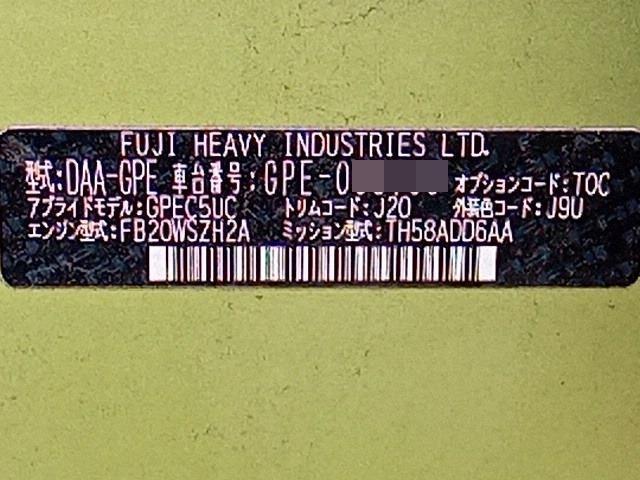 FUJI HEAVY INDUSTRIES LTD.
型式:DAA-GPE 車台番号:GPE-0 オプションコード:TOC
アプライドモデル:GPEC5UC トリムコード:J20 外装色コード:J9U
エンジン型式:FB20WSZH2A ミッション型式:TH58ADD6AA